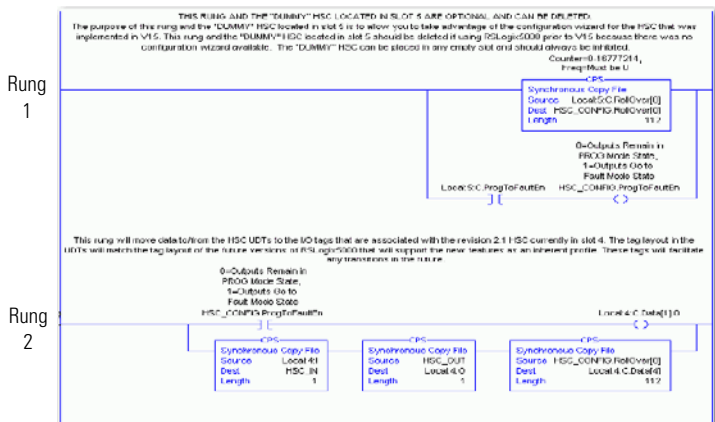 THIS RUNG AND THE "DUMMY" HSC LOCATED IN SLOT 5 ARE OPTIONAL AND CAN BE DELETED.
The purpose of this rung and the "DUMMY" HSC located in slot 5 is to allow you to take advantage of the configuration wizard for the HSC that was
implemented in V15. This rung and the "DUMMY" HSC located in slot 5 should be deleted if using RSLogix5000 prior to V15 because there was no
configuration wizard available. The "DUMMY" HSC can be placed in any empty slot and should always be inhibited.
Counter=0-16777214,
Freq=Must be 0
Rung
1
CPS
Synchronous Copy File
Source Local:5:C.RollOver[0]
Dest HSC_CONFIG.RollOver[0]
Length 112
0=Outputs Remain in
PROG Mode State,
1=Outputs Go to
Fault Mode State
Local:5:C.ProgToFaultEn HSC_CONFIG.ProgToFaultEn
This rung will move data to/from the HSC UDTs to the I/O tags that are associated with the revision 2.1 HSC currently in slot 4. The tag layout in the
UDTs will match the tag layout of the future versions of RSLogix5000 that will support the new features as an inherent profile. These tags will facilitate
any transitions in the future.
0=Outputs Remain in
PROG Mode State,
1=Outputs Go to
Fault Mode State
Rung
2
HSC_CONFIG.ProgToFaultEn Local:4:C.Data[1].0
CPS CPS CPS
Synchronous Copy File Synchronous Copy File Synchronous Copy File
Source Local:4:I Source HSC_OUT Source HSC_CONFIG.RollOver[0]
Dest HSC_IN Dest Local:4:O Dest Local:4:C.Data[4]
Length 1 Length 1 Length 112